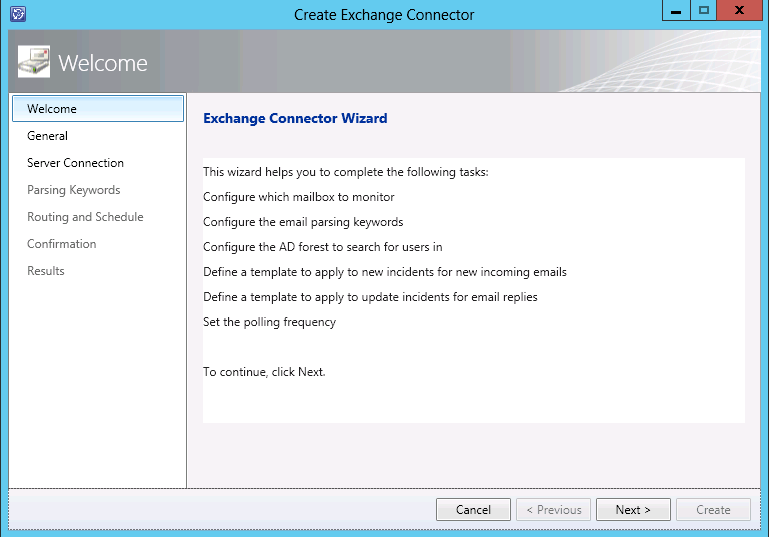 Create Exchange Connector
Welcome
Welcome
General
Server Connection
Parsing Keywords
Routing and Schedule
Confirmation
Results
Exchange Connector Wizard
This wizard helps you to complete the following tasks:
Configure which mailbox to monitor
Configure the email parsing keywords
Configure the AD forest to search for users in
Define a template to apply to new incidents for new incoming emails
Define a template to apply to update incidents for email replies
Set the polling frequency
To continue, click Next.
Cancel
< Previous
Next >
Create